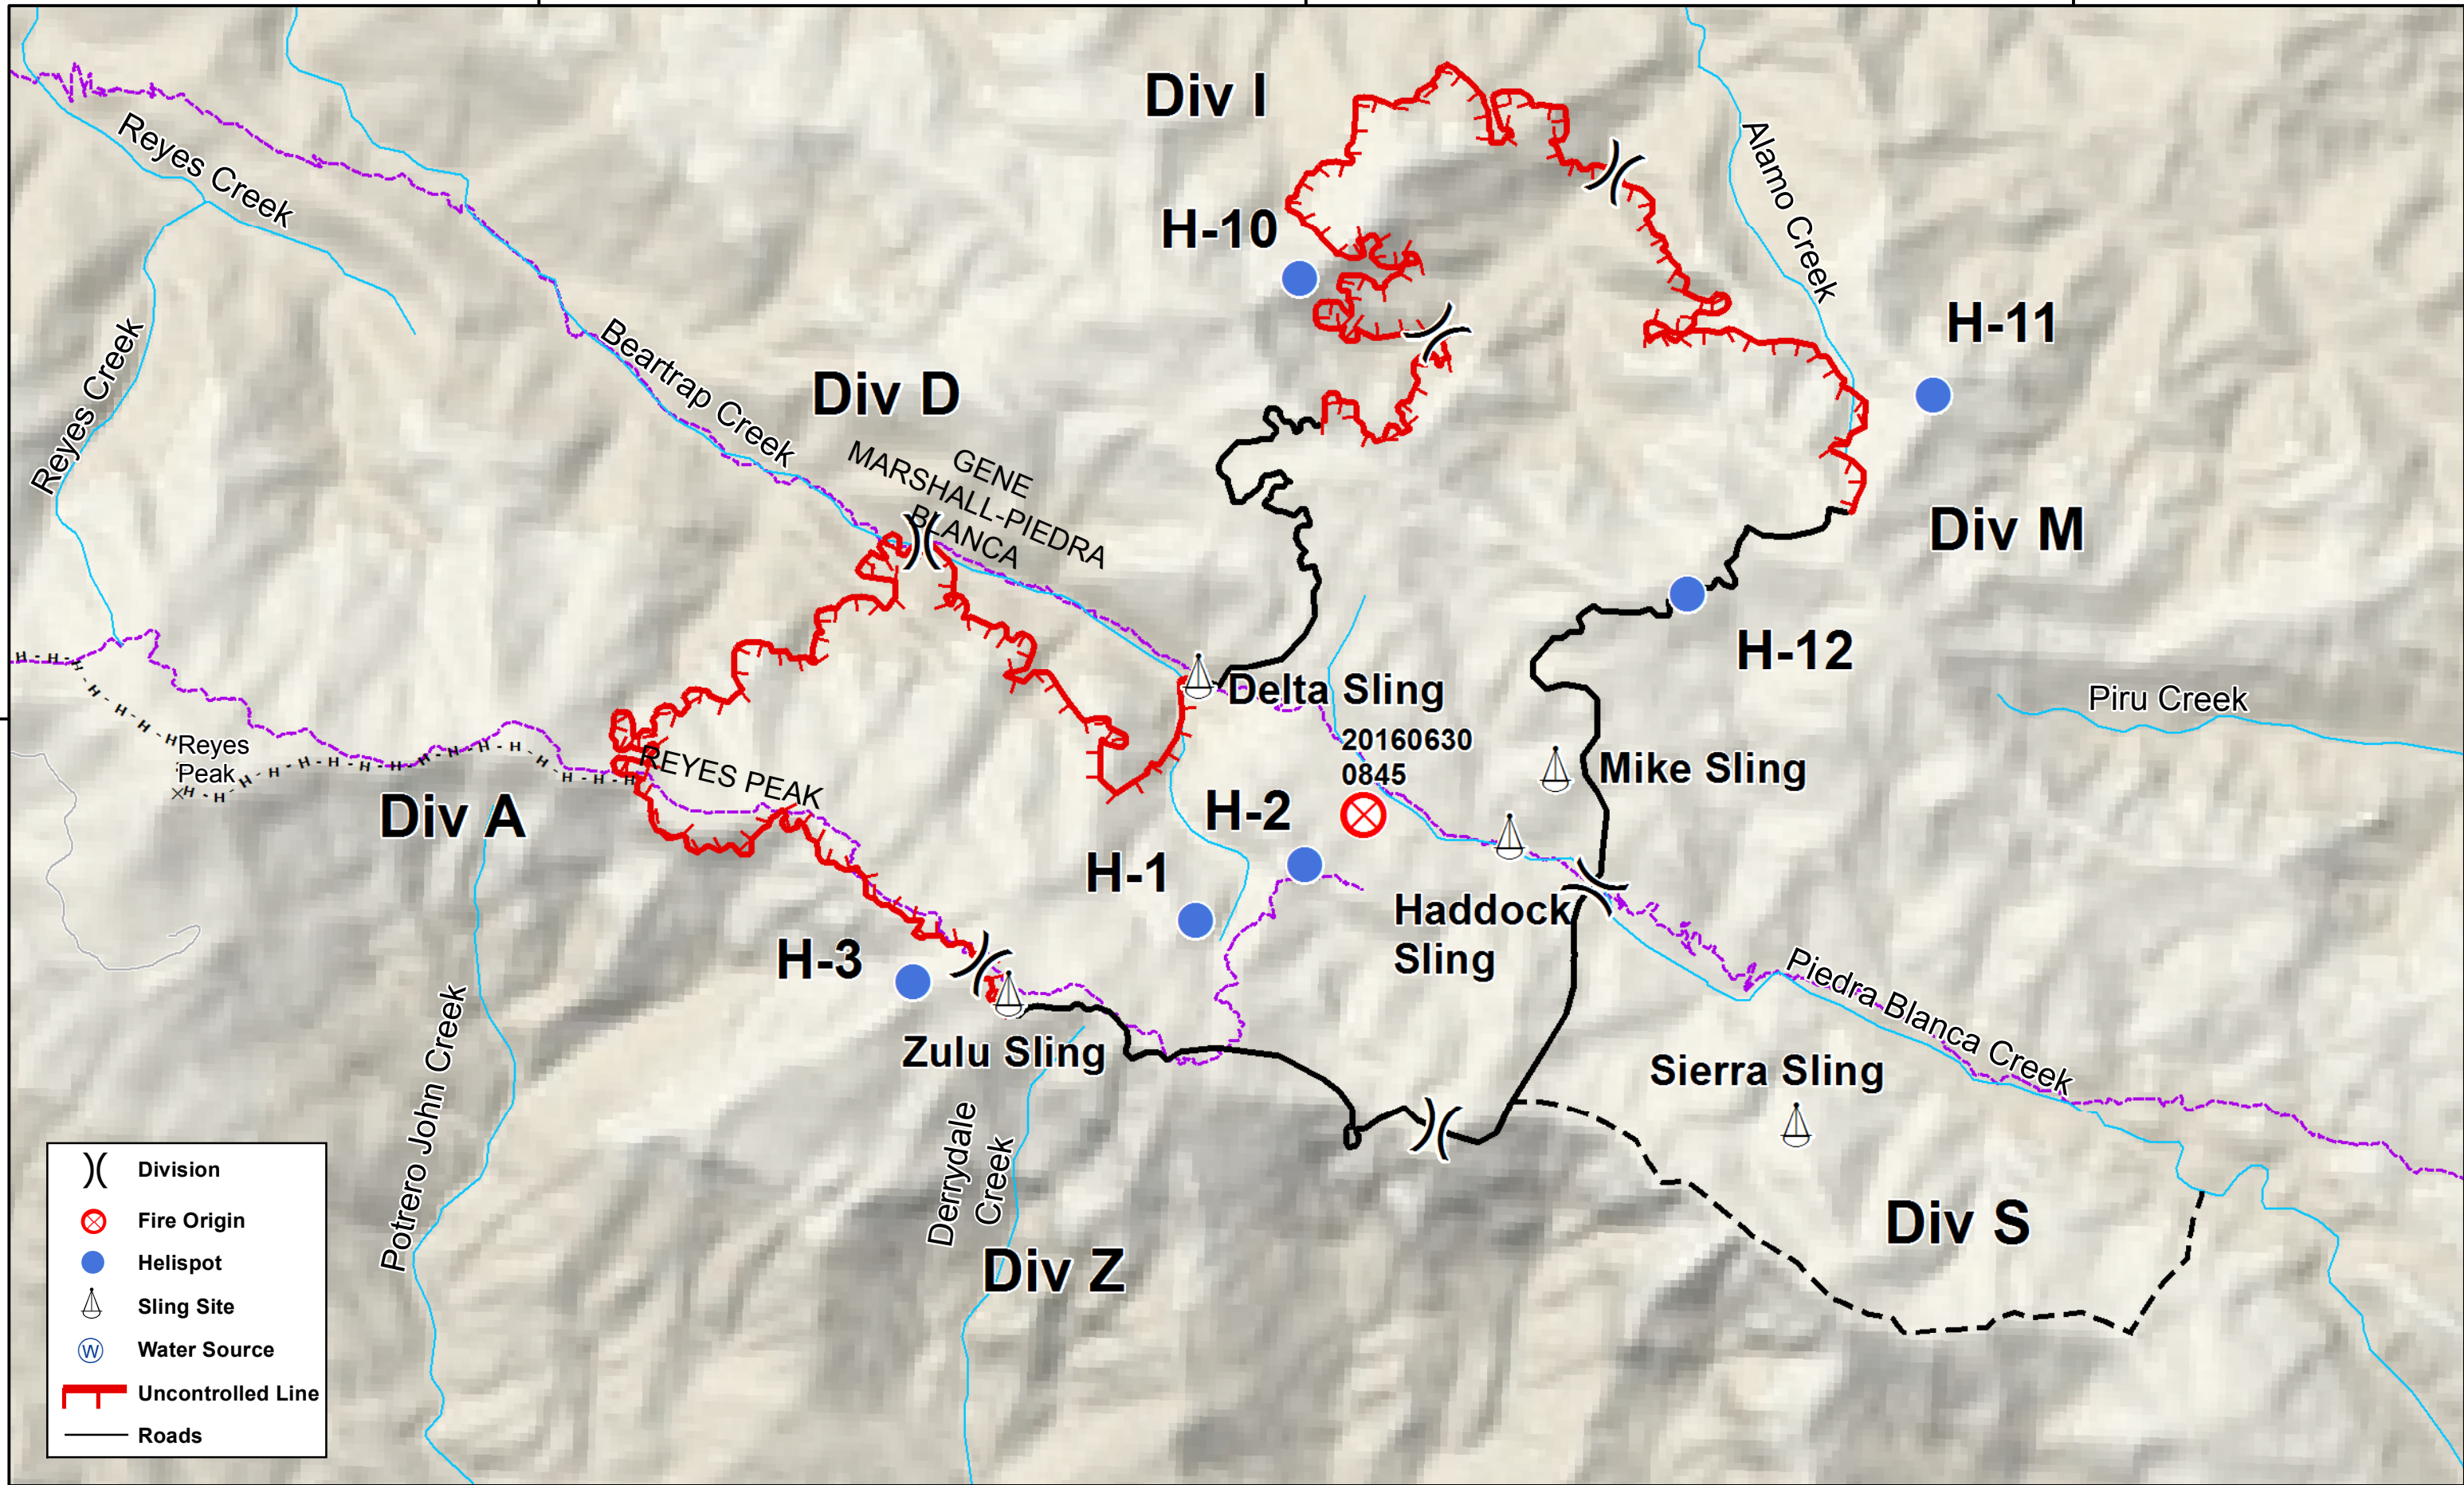 Div I
Reyes Creek
Alamo Creek
H-10
H-11
Reyes Creek
Beartrap Creek
Div D
GENE
MARSHALL-PIEDRA
BLANCA
Div M
H-12
Delta Sling
Piru Creek
20160630
0845
Reyes
Peak
REYES PEAK
Mike Sling
Div A
H-2
H-1
Haddock
Sling
H-3
Piedra Blanca Creek
Zulu Sling
Sierra Sling
Potrero John Creek
Derrydale
Creek
Div S
Div Z
H - H - H - H - H - H - H - H
H - H - H - H - H - H - H - H - H - H - H - H - H - H - H
)( Division
Fire Origin
Helispot
Sling Site
W Water Source
Uncontrolled Line
Roads